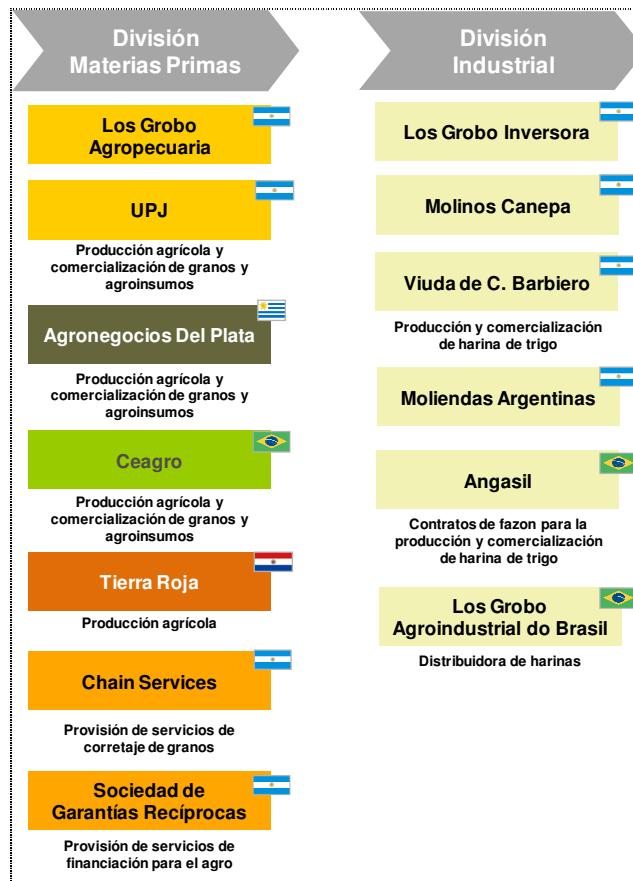 División
Materias Primas
Los Grobo
Agropecuaria
UPJ
Producción agrícola y
comercialización de granos y
agroinsumos
Agronegocios Del Plata
Producción agrícola y
comercialización de granos y
agroinsumos
Ceagro
Producción agrícola y
comercialización de granos y
agroinsumos
Tierra Roja
Producción agrícola
Chain Services
Provisión de servicios de
corretaje de granos
Sociedad de
Garantías Recíprocas
Provisión de servicios de
financiación para el agro
División
Industrial
Los Grobo Inversora
Molinos Canepa
Viuda de C. Barbiero
Producción y comercialización
de harina de trigo
Moliendas Argentinas
Angasil
Contratos de fazon para la
producción y comercialización
de harina de trigo
Los Grobo
Agroindustrial do Brasil
Distribuidora de harinas